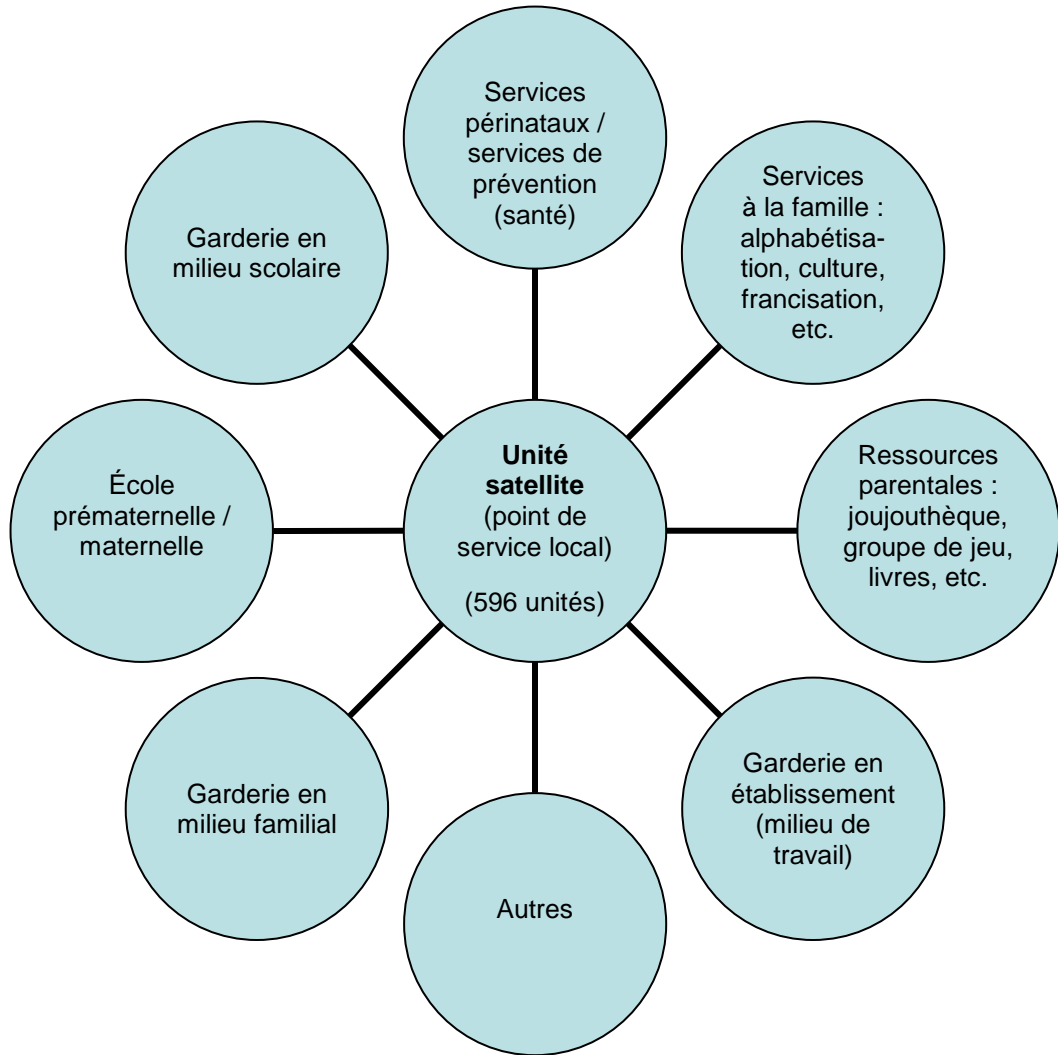 Services
périnataux /
services de
prévention
(santé)
Services
à la famille :
alphabétisa-
tion, culture,
francisation,
etc.
Garderie en
milieu scolaire
Unité
satellite
(point de
service local)
(596 unités)
Ressources
parentales :
joujouthèque,
groupe de jeu,
livres, etc.
École
prématernelle /
maternelle
Garderie en
établissement
(milieu de
travail)
Garderie en
milieu familial
Autres